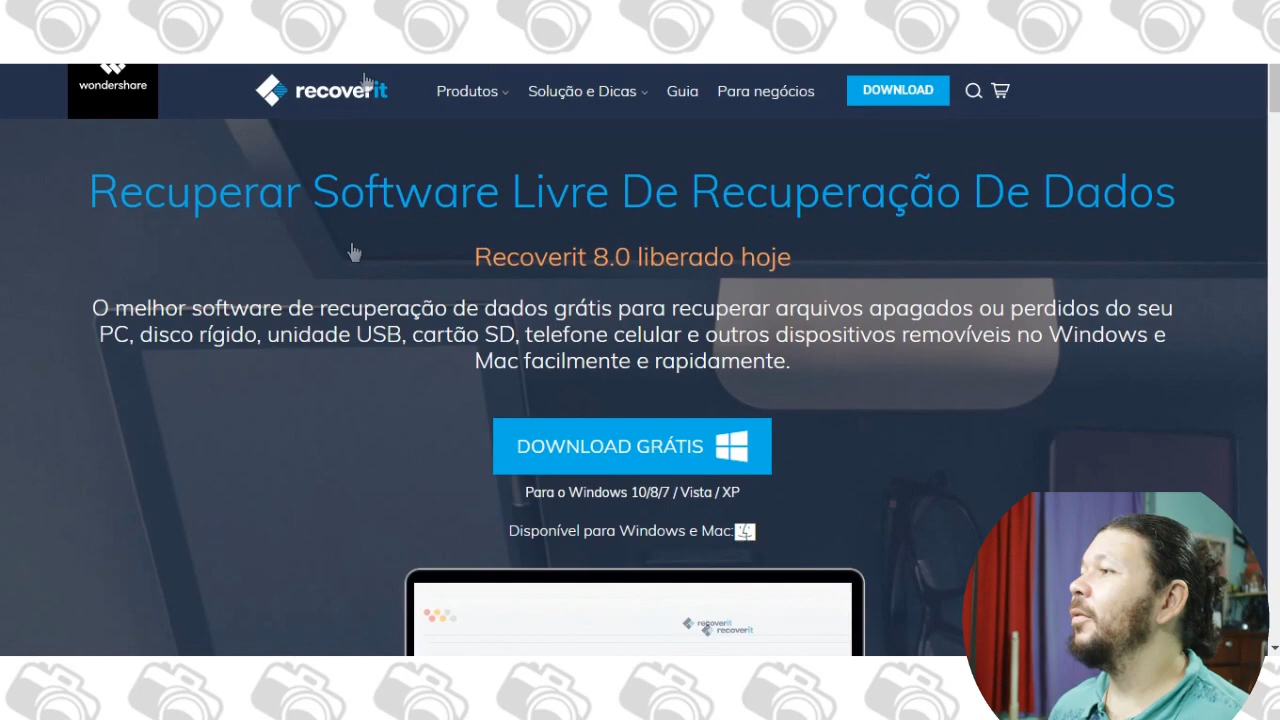 wondershare
recoverit
Produtos
Solução e Dicas
Guia
Para negócios
DOWNLOAD
Recuperar Software Livre De Recuperação De Dados
Recoverit 8.0 liberado hoje
O melhor software de recuperação de dados grátis para recuperar arquivos apagados ou perdidos do seu
PC, disco rígido, unidade USB, cartão SD, telefone celular e outros dispositivos removíveis no Windows e
Mac facilmente e rapidamente.
DOWNLOAD GRÁTIS
Para o Windows 10/8/7 / Vista / XP
Disponível para Windows e Mac:
recoverit
recoverit